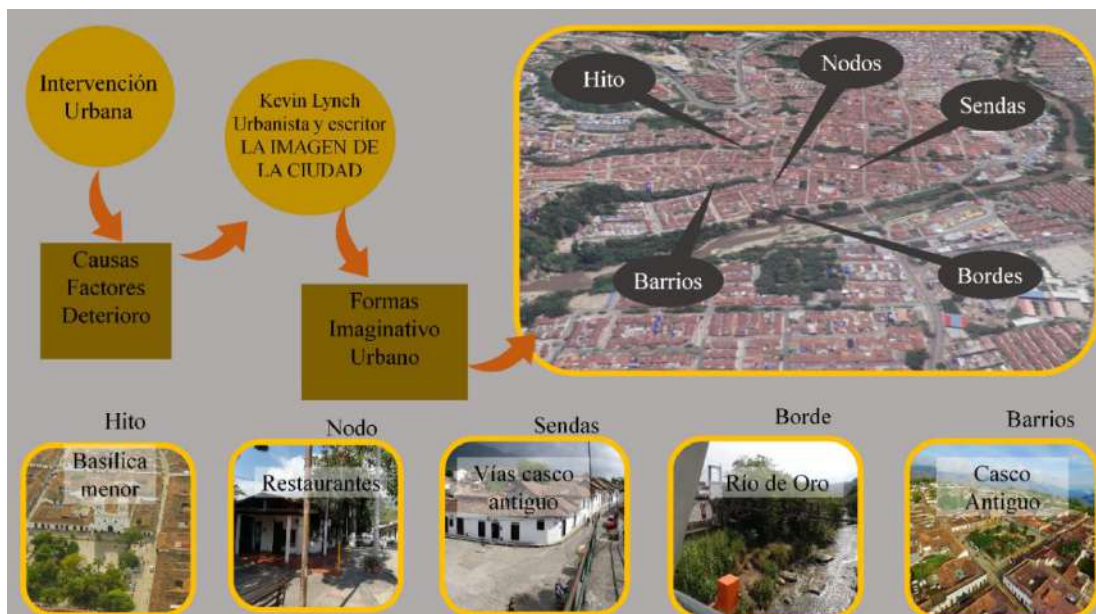 Intervención
Urbana
Kevin Lynch
Urbanista y escritor
LA IMAGEN DE
LA CIUDAD
Causas
Factores
Deterioro
Formas
Imaginativo
Urbano
Hito
Nodos
Sendas
Barrios
Bordes
Hito
Basílica
menor
Nodo
Restaurantes
Sendas
Vías casco
antiguo
Borde
Río de Oro
Barrios
Casco
Antiguo